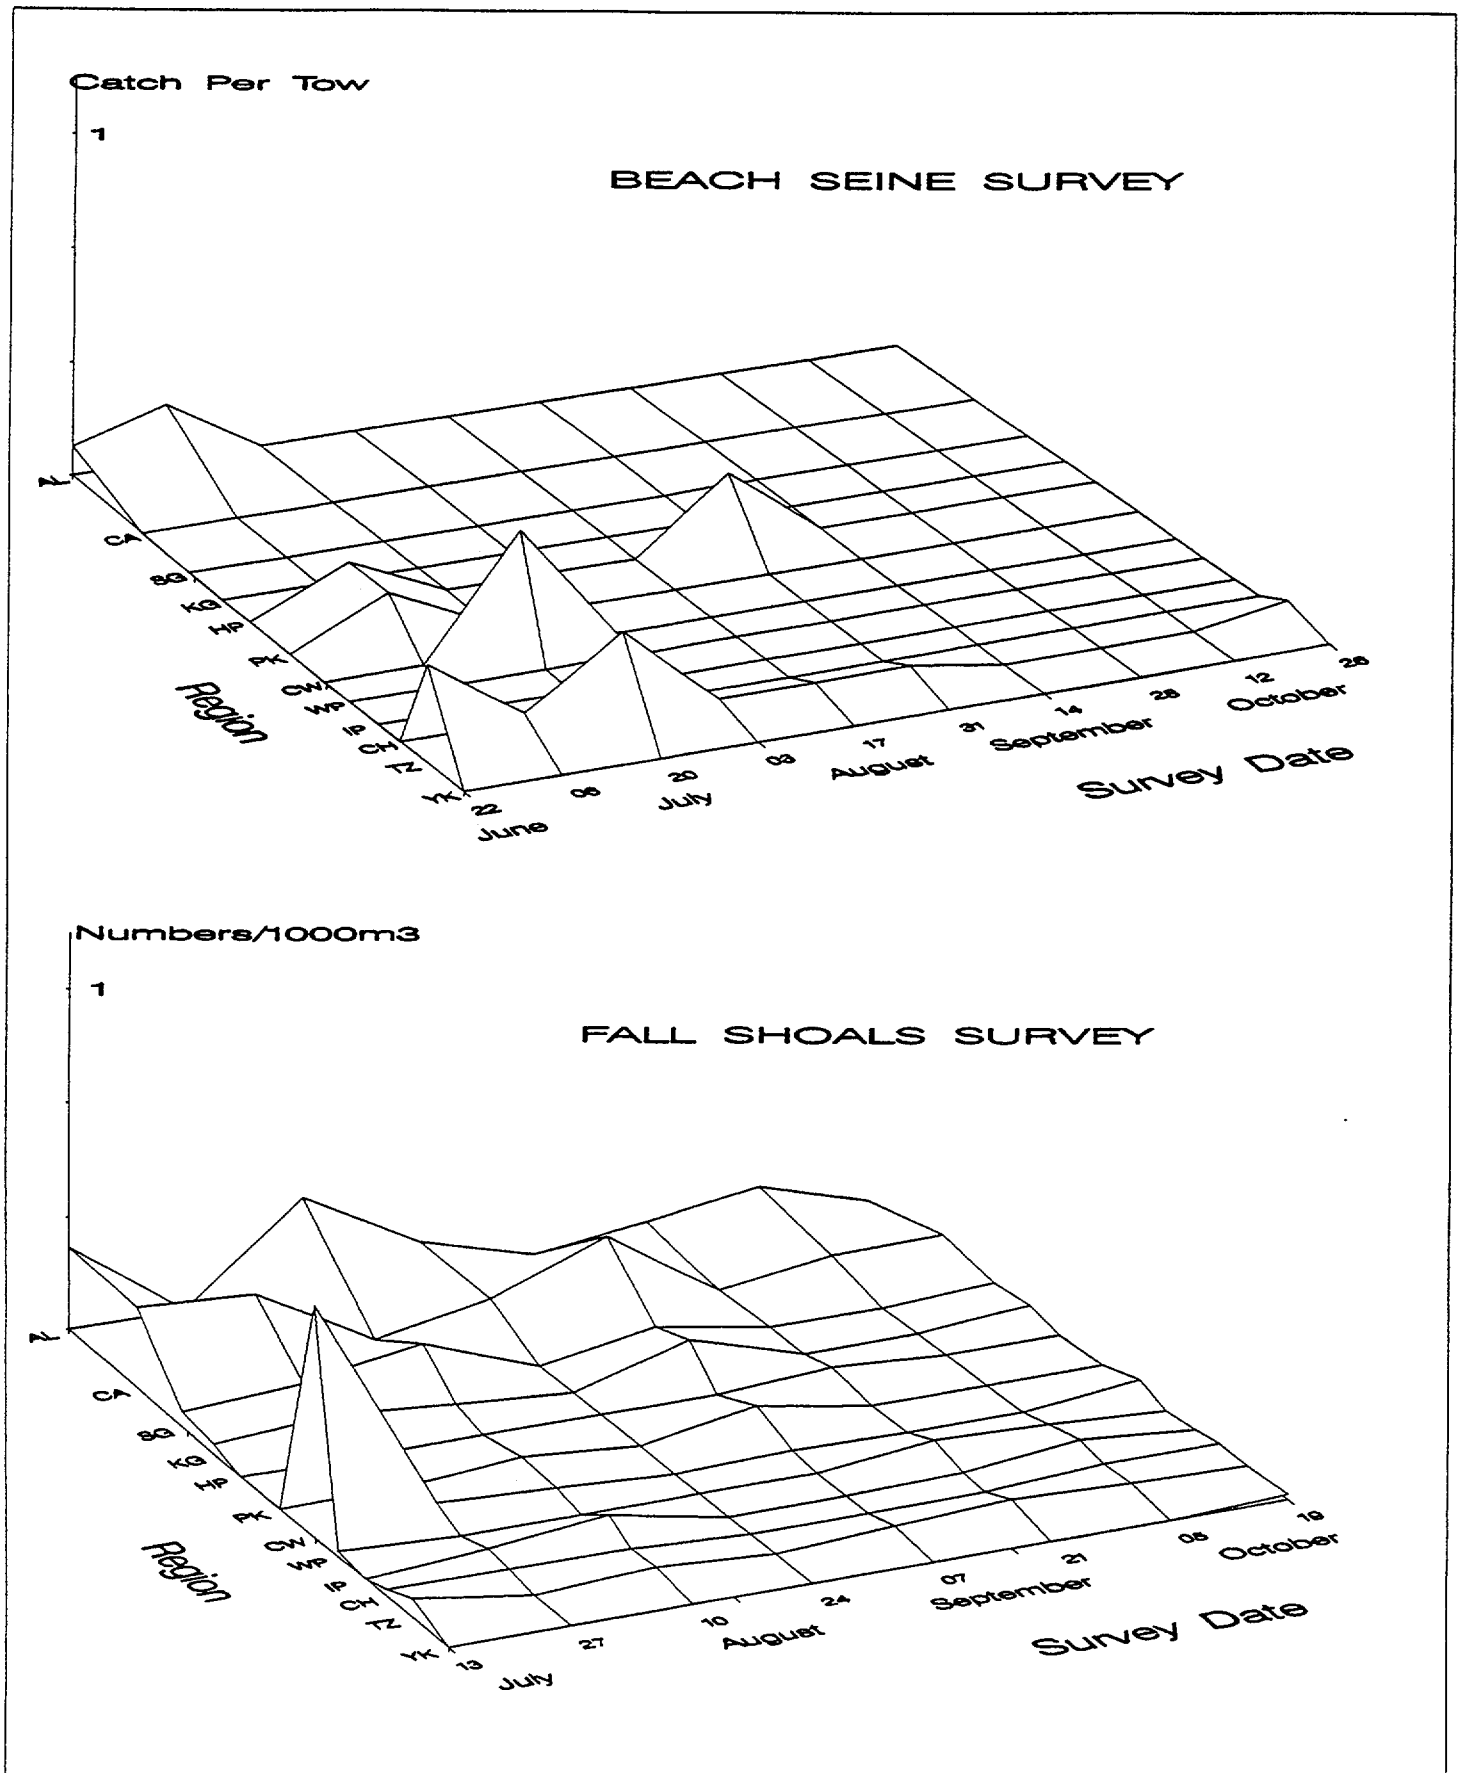 Catch Per Tow
1
BEACH SEINE SURVEY
AL
CA
SG
KG
HP
PK
CW
WP
IP
CH
TZ
YK
Region
22
06
20
03
17
31
14
28
12
26
June
July
August
September
October
Survey Date
Numbers/1000m3
1
FALL SHOALS SURVEY
AL
CA
SG
KG
HP
PK
CW
WP
IP
CH
TZ
YK
Region
13
27
10
24
07
21
05
19
July
August
September
October
Survey Date